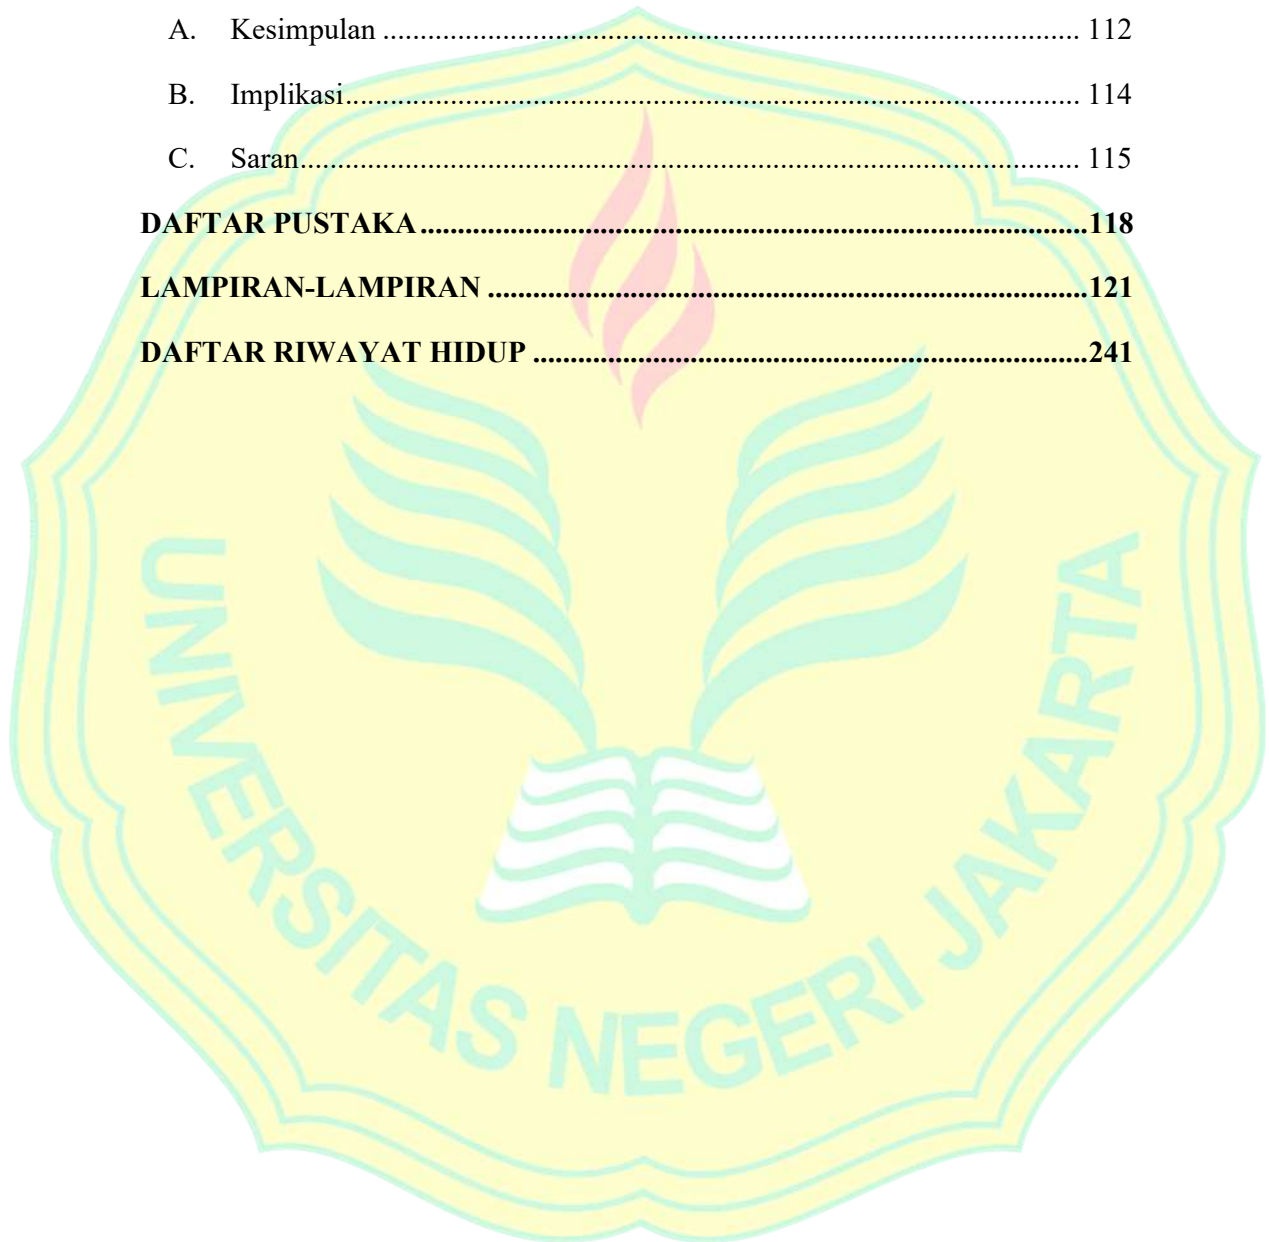 A. Kesimpulan ........................................................................................... 112
B. Implikasi................................................................................................ 114
C. Saran...................................................................................................... 115
DAFTAR PUSTAKA.......................................................................................118
LAMPIRAN-LAMPIRAN ..............................................................................121
DAFTAR RIWAYAT HIDUP ........................................................................241
UNIVERSITAS NEGERI JAKARTA